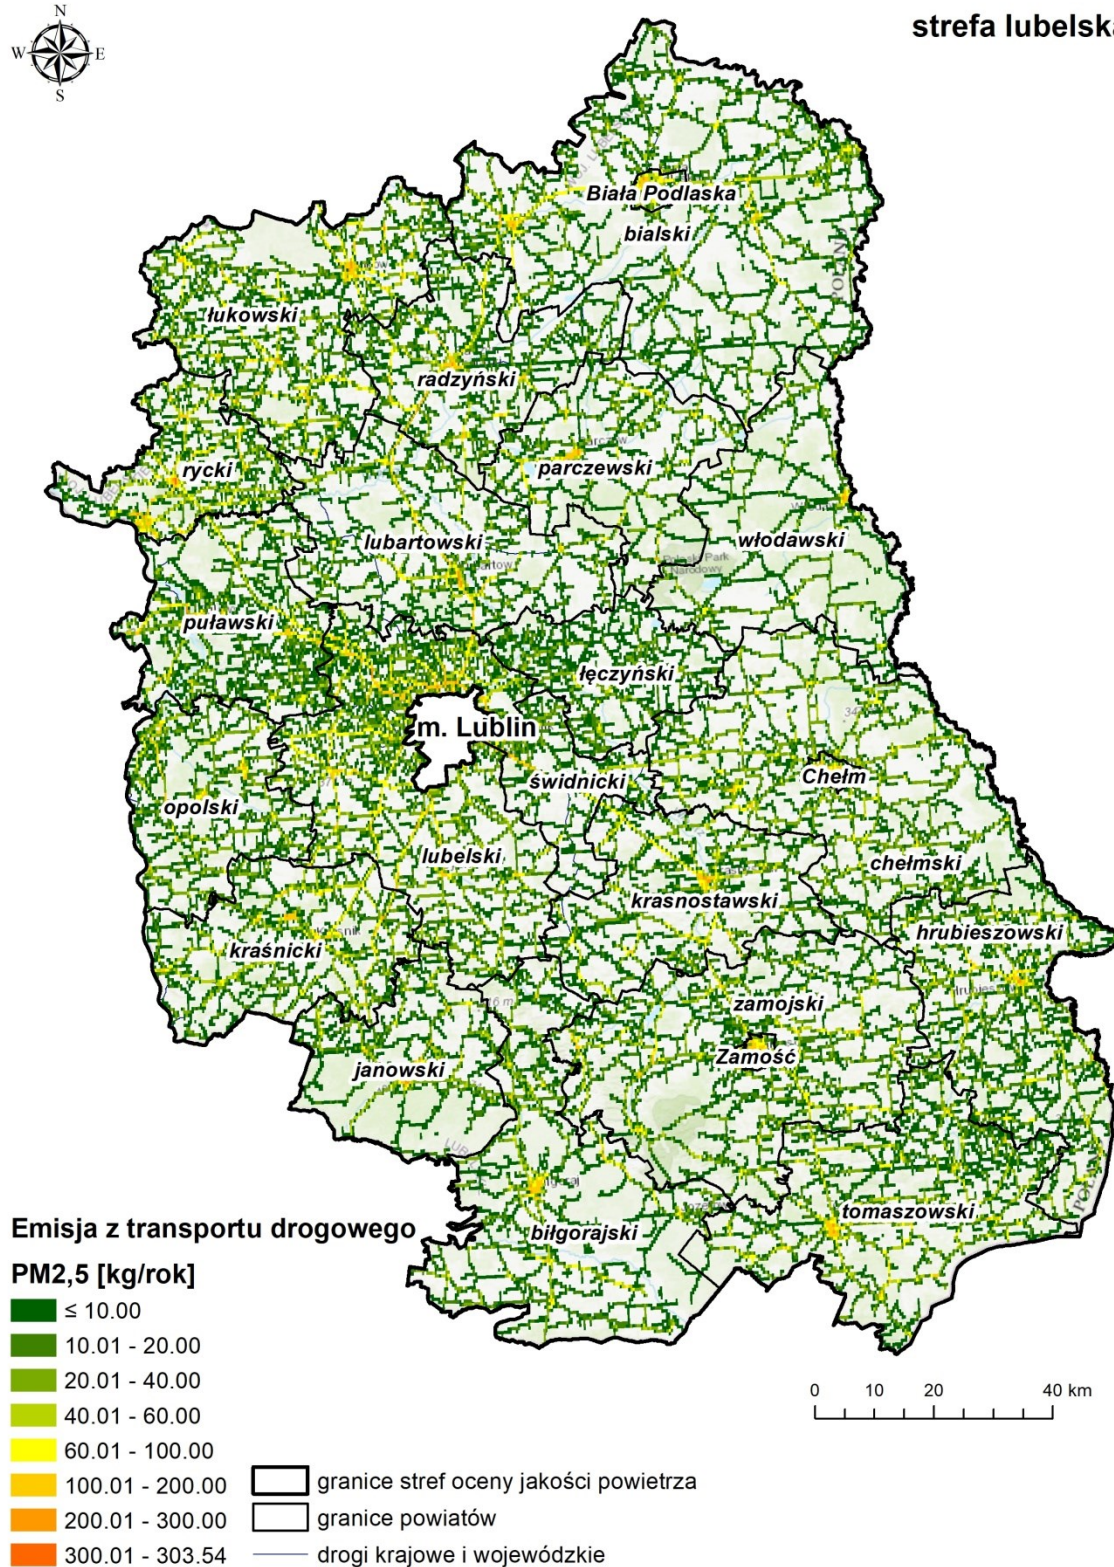 N
W E
S
strefa lubelska
Biała Podlaska
bialski
POLAND
łukowski
radzyński
rycki
parczewski
włodawski
lubartowski
Poleski Park
Narodowy
puławski
łęczyński
m. Lublin
świdnicki
Chełm
opolski
lubelski
chełmski
krasnostawski
hrubieszowski
kraśnicki
zamojski
Zamość
janowski
tomaszowski
biłgorajski
Emisja z transportu drogowego
PM2,5 [kg/rok]
≤ 10.00
10.01 - 20.00
20.01 - 40.00
40.01 - 60.00
60.01 - 100.00
100.01 - 200.00
200.01 - 300.00
300.01 - 303.54
granice stref oceny jakości powietrza
granice powiatów
drogi krajowe i wojewódzkie
0 10 20 40 km